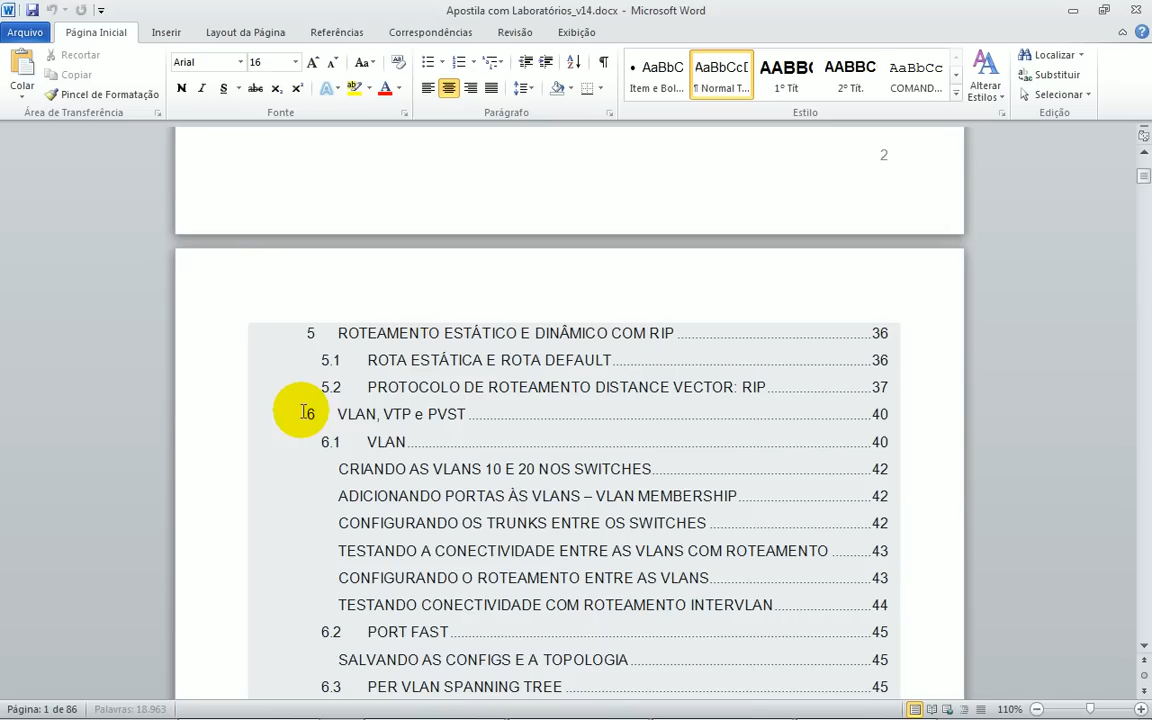 Apostila com Laboratórios_v14.docx - Microsoft Word
Arquivo Página Inicial Inserir Layout da Página Referências Correspondências Revisão Exibição
Colar
Recortar
Copiar
Pincel de Formatação
Área de Transferência
Arial 16
Fonte
Parágrafo
AaBbC AaBbCcD AABBC AABBC AaBbCc
Item e Bol... ¶ Normal T... 1º Tít 2º. Tít. COMAND...
Estilo
Alterar
Estilos
Localizar
Substituir
Selecionar
Edição
2
5 ROTEAMENTO ESTÁTICO E DINÂMICO COM RIP 36
5.1 ROTA ESTÁTICA E ROTA DEFAULT 36
5.2 PROTOCOLO DE ROTEAMENTO DISTANCE VECTOR: RIP 37
6 VLAN, VTP e PVST 40
6.1 VLAN 40
CRIANDO AS VLANS 10 E 20 NOS SWITCHES 42
ADICIONANDO PORTAS ÀS VLANS – VLAN MEMBERSHIP 42
CONFIGURANDO OS TRUNKS ENTRE OS SWITCHES 42
TESTANDO A CONECTIVIDADE ENTRE AS VLANS COM ROTEAMENTO 43
CONFIGURANDO O ROTEAMENTO ENTRE AS VLANS 43
TESTANDO CONECTIVIDADE COM ROTEAMENTO INTERVLAN 44
6.2 PORT FAST 45
SALVANDO AS CONFIGS E A TOPOLOGIA 45
6.3 PER VLAN SPANNING TREE 45
Página: 1 de 86 Palavras: 18.963 110%